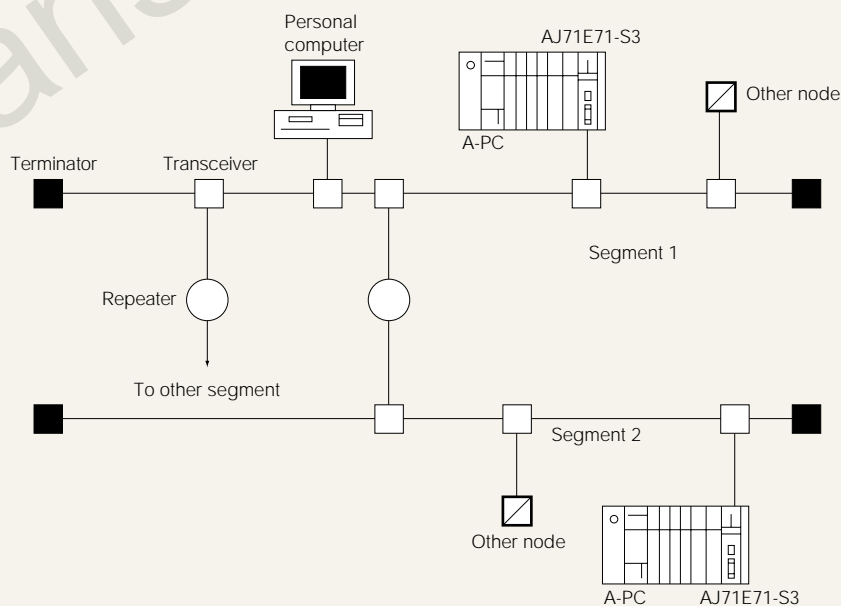 Personal
computer
AJ71E71-S3
Other node
A-PC
Terminator
Transceiver
Segment 1
Repeater
To other segment
Segment 2
Other node
A-PC
AJ71E71-S3